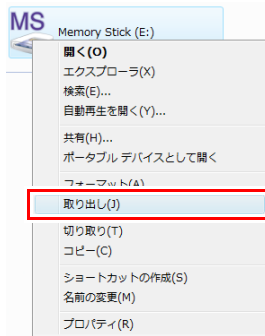 MS
Memory Stick (E:)
開く(O)
エクスプローラ(X)
検索(E)...
自動再生を開く(Y)...
共有(H)...
ポータブル デバイスとして開く
フォーマット(A)
取り出し(J)
切り取り(T)
コピー(C)
ショートカットの作成(S)
名前の変更(M)
プロパティ(R)